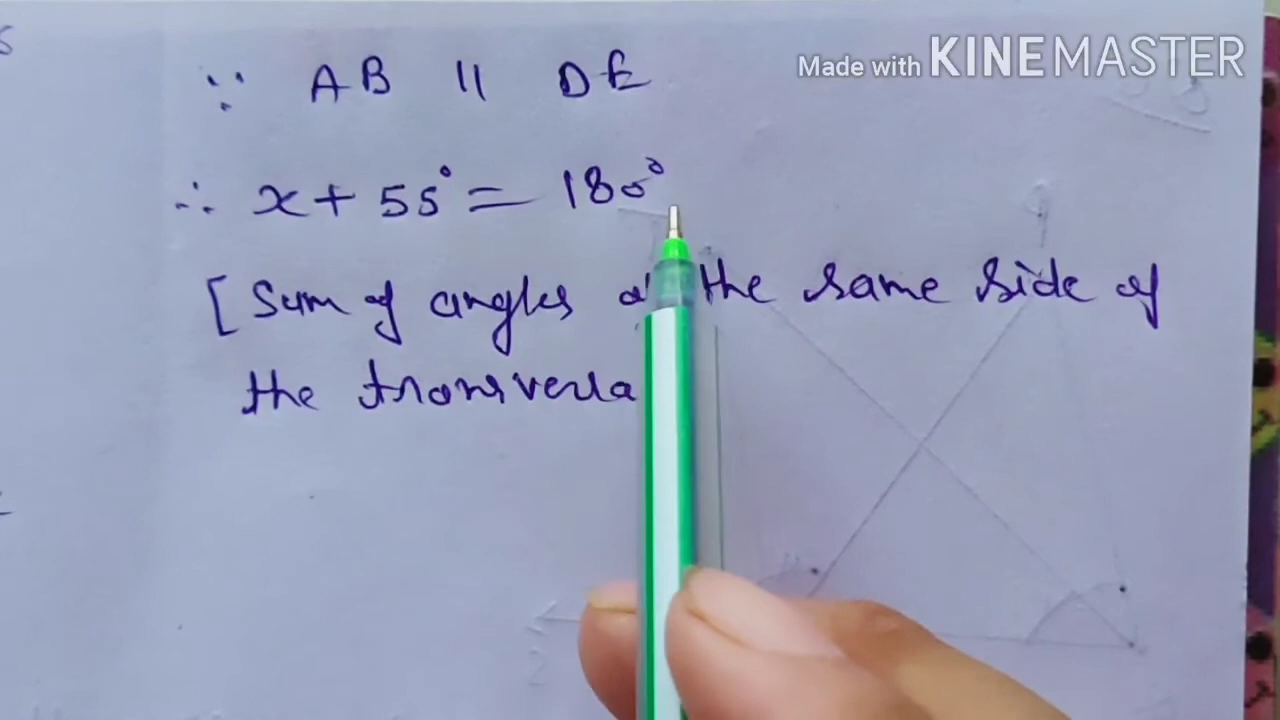 Made with KINEMASTER
∵ AB || DE
∴ x + 55° = 180°
[Sum of angles the same side of
the transversa